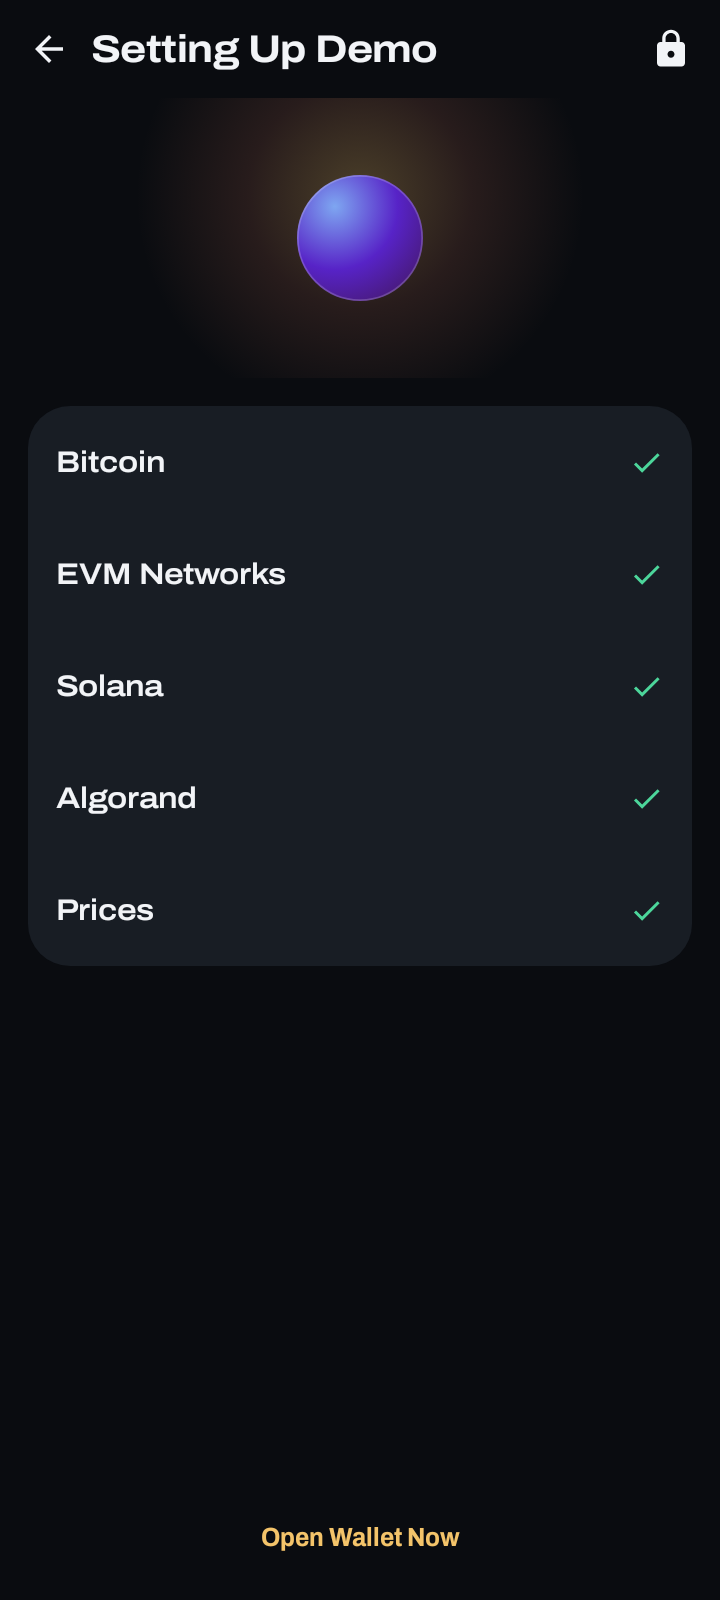 Setting Up Demo
Bitcoin
EVM Networks
Solana
Algorand
Prices
Open Wallet Now